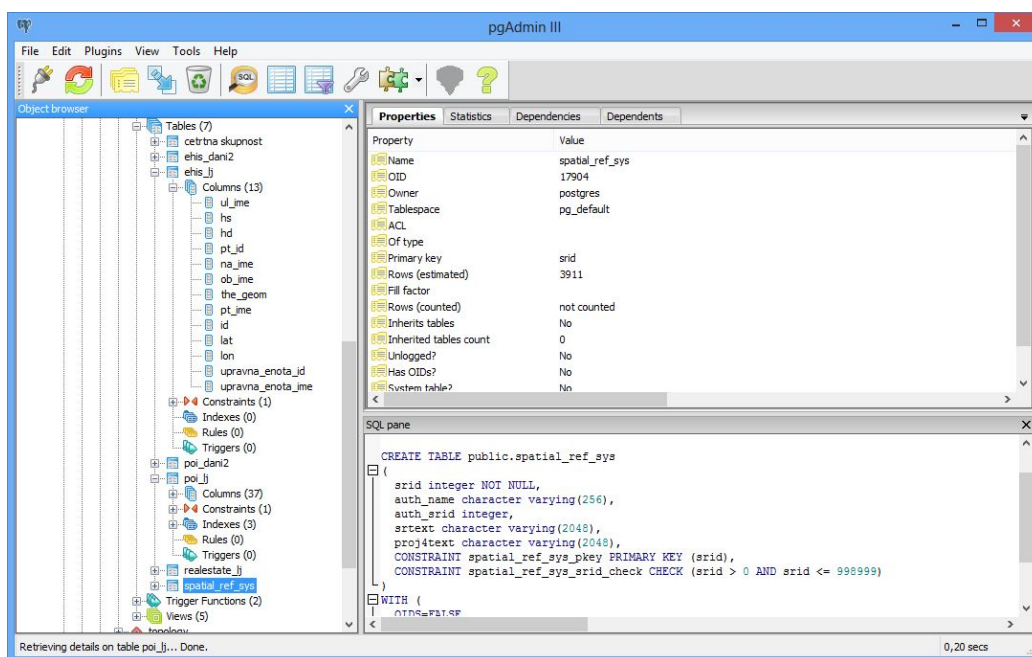 pgAdmin III
File Edit Plugins View Tools Help
SQL
Object browser
Tables (7)
cetrtna skupnost
ehis_dani2
ehis_lj
Columns (13)
ul_ime
hs
hd
pt_id
na_ime
ob_ime
the_geom
pt_ime
id
lat
lon
upravna_enota_id
upravna_enota_ime
Constraints (1)
Indexes (0)
Rules (0)
Triggers (0)
poi_dani2
poi_lj
Columns (37)
Constraints (1)
Indexes (3)
Rules (0)
Triggers (0)
realestate_lj
spatial_ref_sys
Trigger Functions (2)
Views (5)
topology
Properties Statistics Dependencies Dependents
Property Value
Name spatial_ref_sys
OID 17904
Owner postgres
Tablespace pg_default
ACL
Of type
Primary key srid
Rows (estimated) 3911
Fill factor
Rows (counted) not counted
Inherits tables No
Inherited tables count 0
Unlogged? No
Has OIDs? No
System table? No
SQL pane
CREATE TABLE public.spatial_ref_sys
(
srid integer NOT NULL,
auth_name character varying(256),
auth_srid integer,
srtext character varying(2048),
proj4text character varying(2048),
CONSTRAINT spatial_ref_sys_pkey PRIMARY KEY (srid),
CONSTRAINT spatial_ref_sys_srid_check CHECK (srid > 0 AND srid <= 998999)
)
WITH (
OIDS=FALSE
Retrieving details on table poi_lj... Done. 0,20 secs